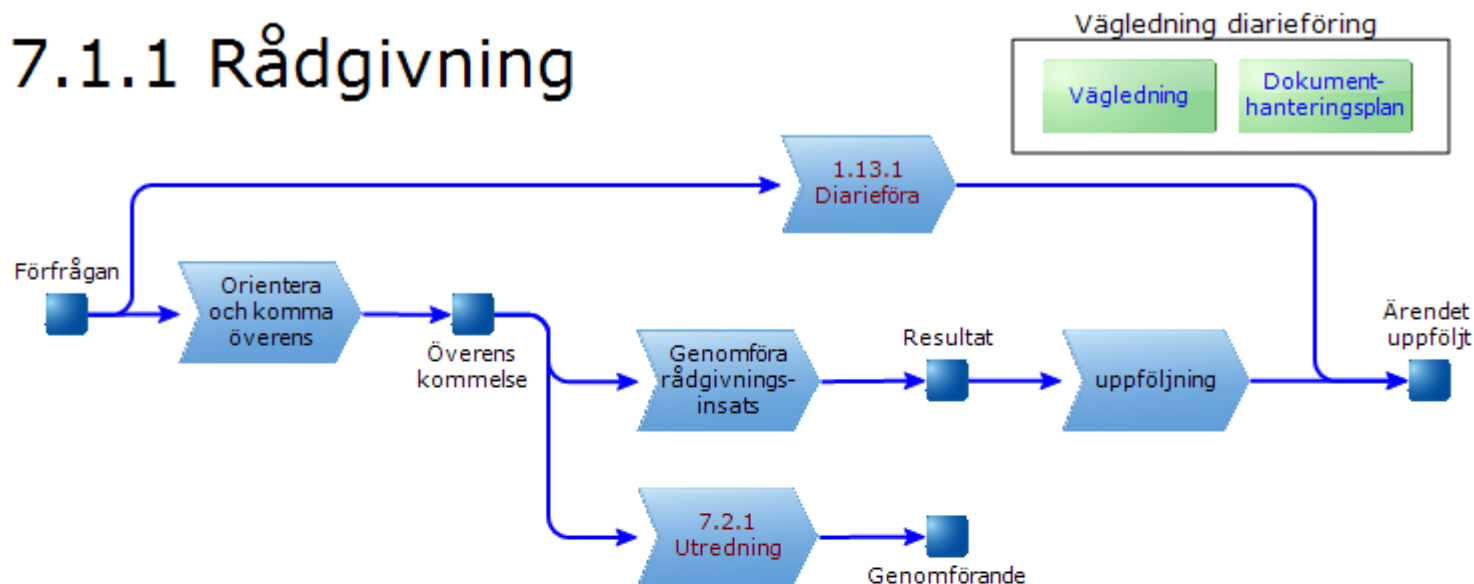 7.1.1 Rådgivning
Vägledning diarieföring
Vägledning
Dokument-
hanteringsplan
1.13.1
Diarieföra
Förfrågan
Orientera
och komma
överens
Överens
kommelse
Genomföra
rådgivnings-
insats
Resultat
uppföljning
Ärendet
uppföljt
7.2.1
Utredning
Genomförande